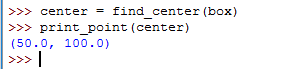 >>> center = find_center(box)
>>> print_point(center)
(50.0, 100.0)
>>>